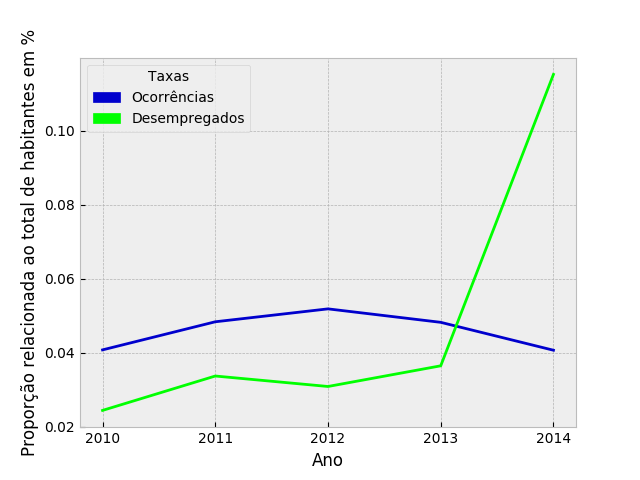 Proporção relacionada ao total de habitantes em %
Taxas
Ocorrências
Desempregados
0.10
0.08
0.06
0.04
0.02
2010 2011 2012 2013 2014
Ano